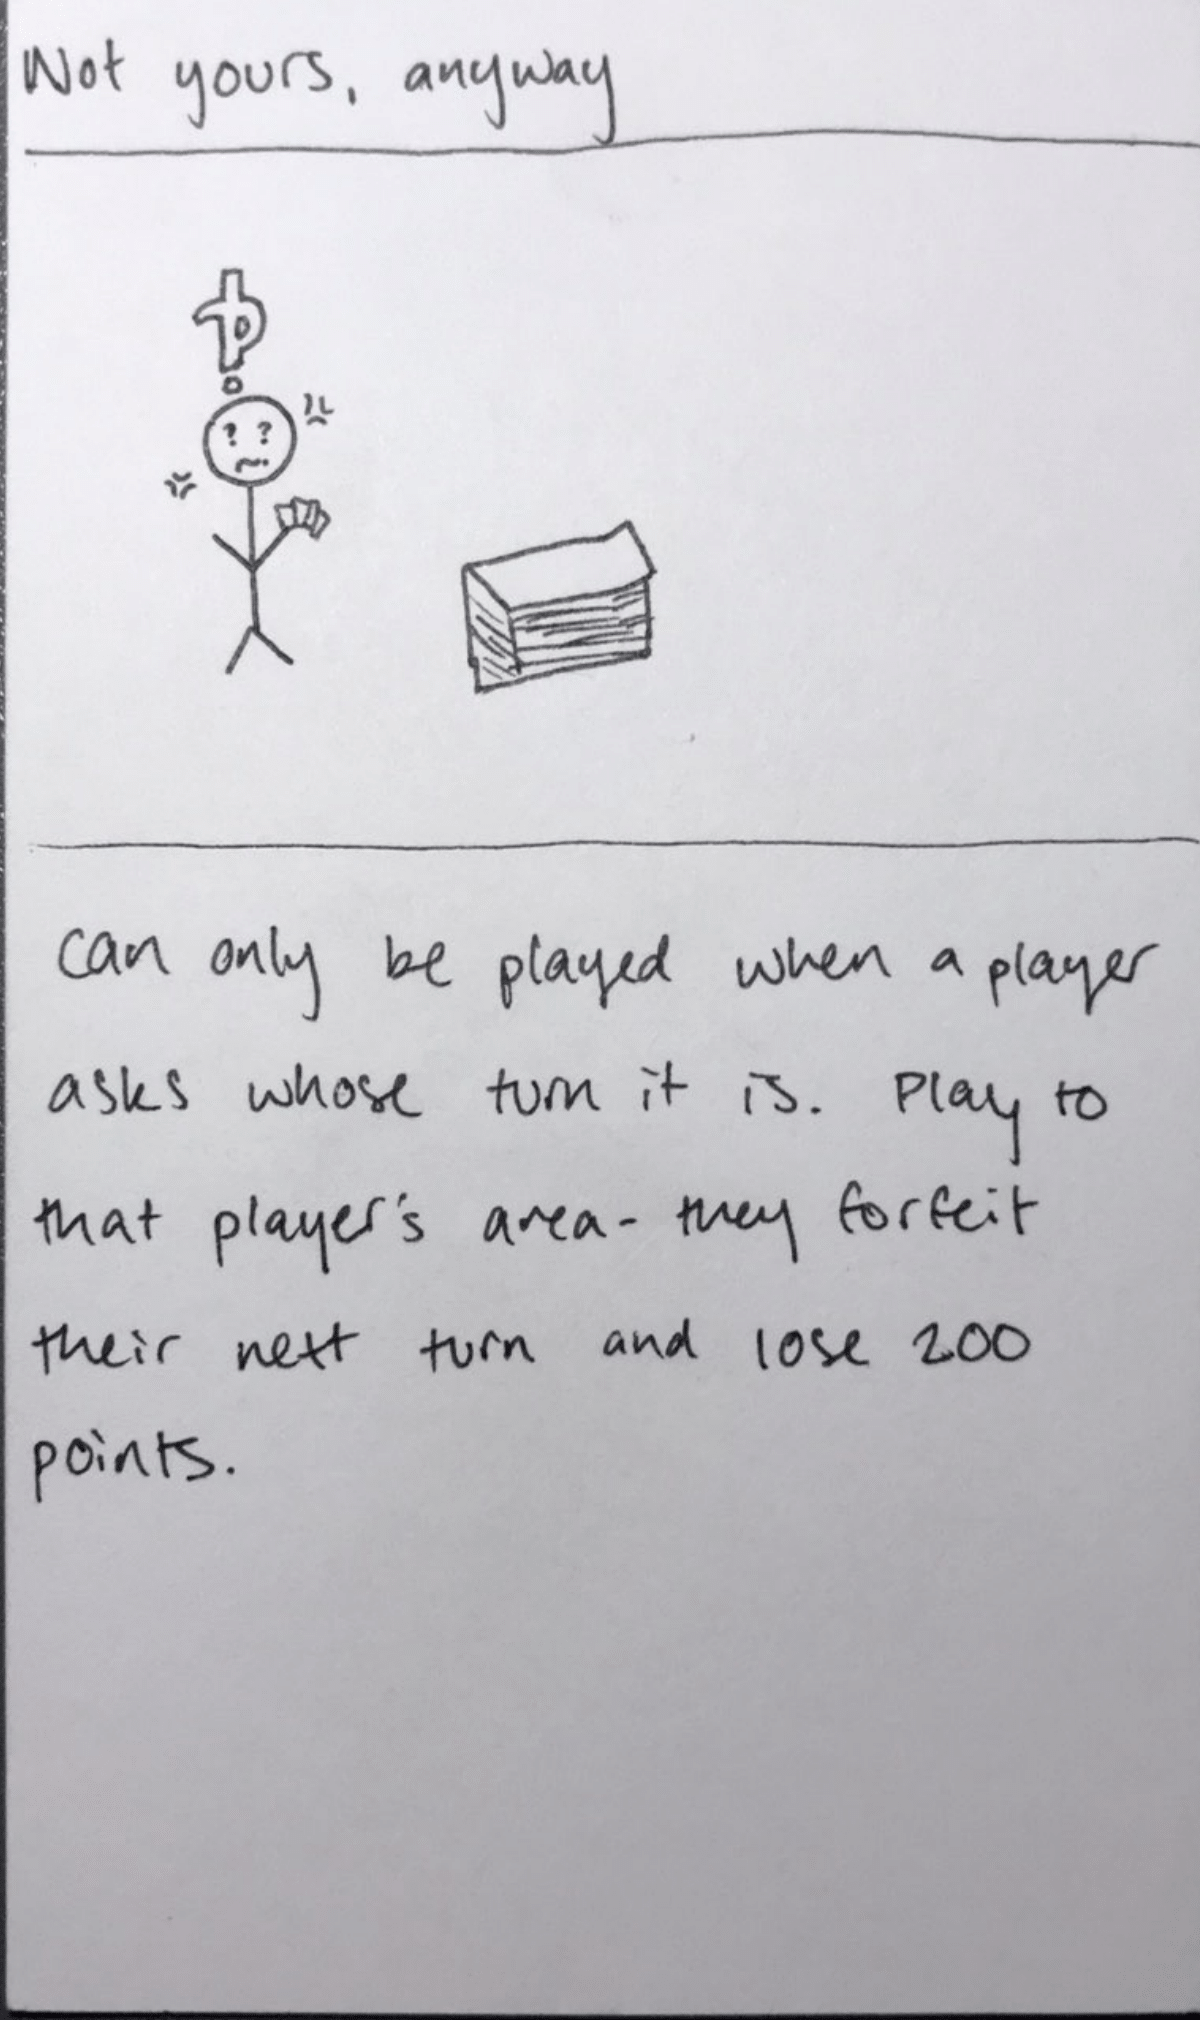 Not yours, anyway
? ?
can only be played when a player
asks whose turn it is. Play to
that player's area - they forfeit
their next turn and lose 200
points.